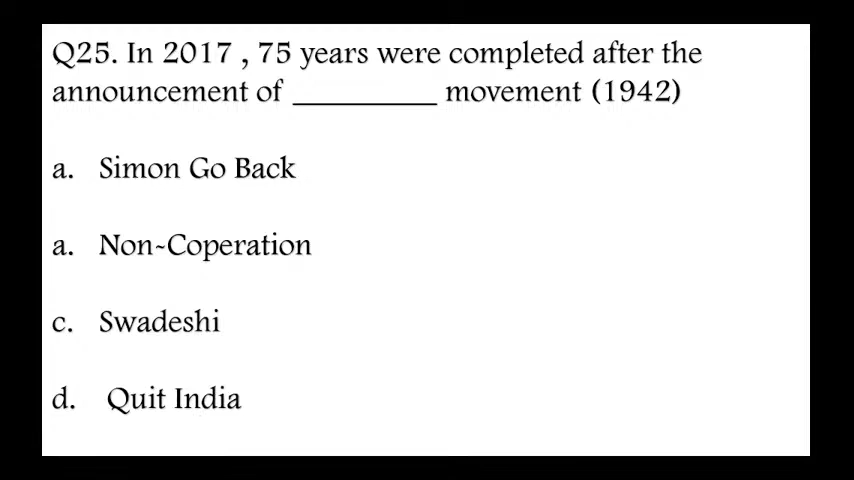 Q25. In 2017 , 75 years were completed after the
announcement of _________ movement (1942)
a. Simon Go Back
a. Non-Coperation
c. Swadeshi
d. Quit India